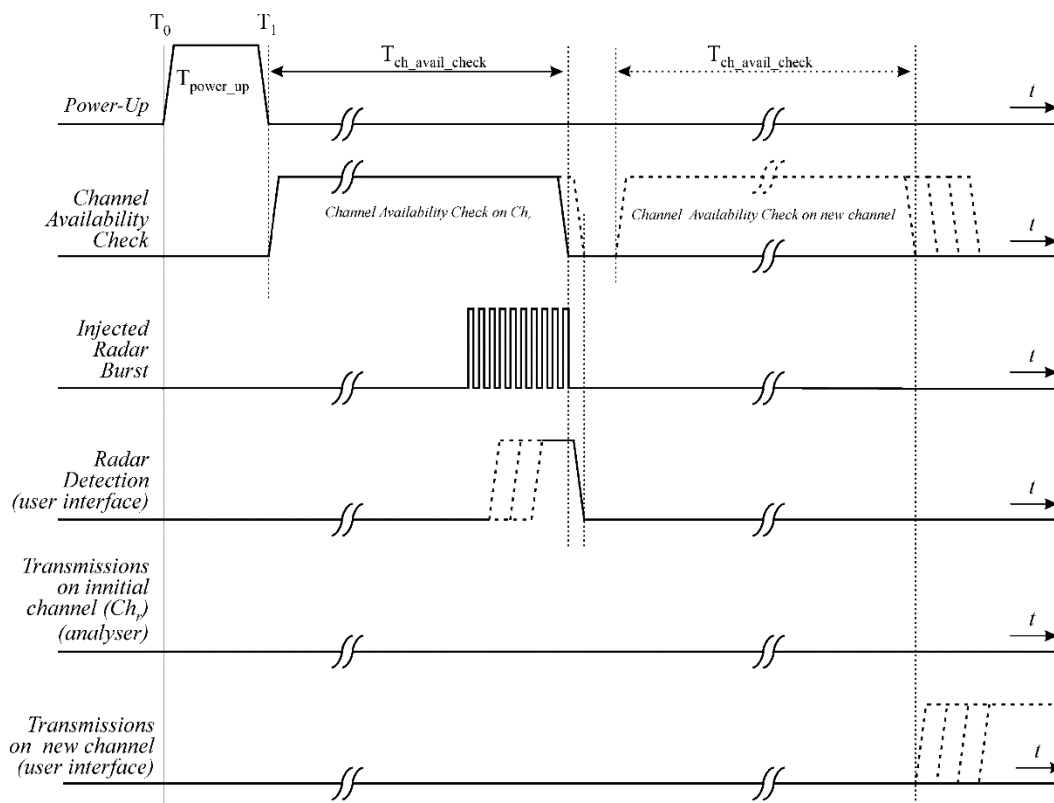 T0 T1
Tch_avail_check Tch_avail_check
Tpower_up
Power-Up
t
Channel
Availability
Check
Channel Availability Check on Chr
Channel Availability Check on new channel
t
Injected
Radar
Burst
t
Radar
Detection
(user interface)
t
Transmissions
on innitial
channel (Chr)
(analyser)
t
Transmissions
on new channel
(user interface)
t